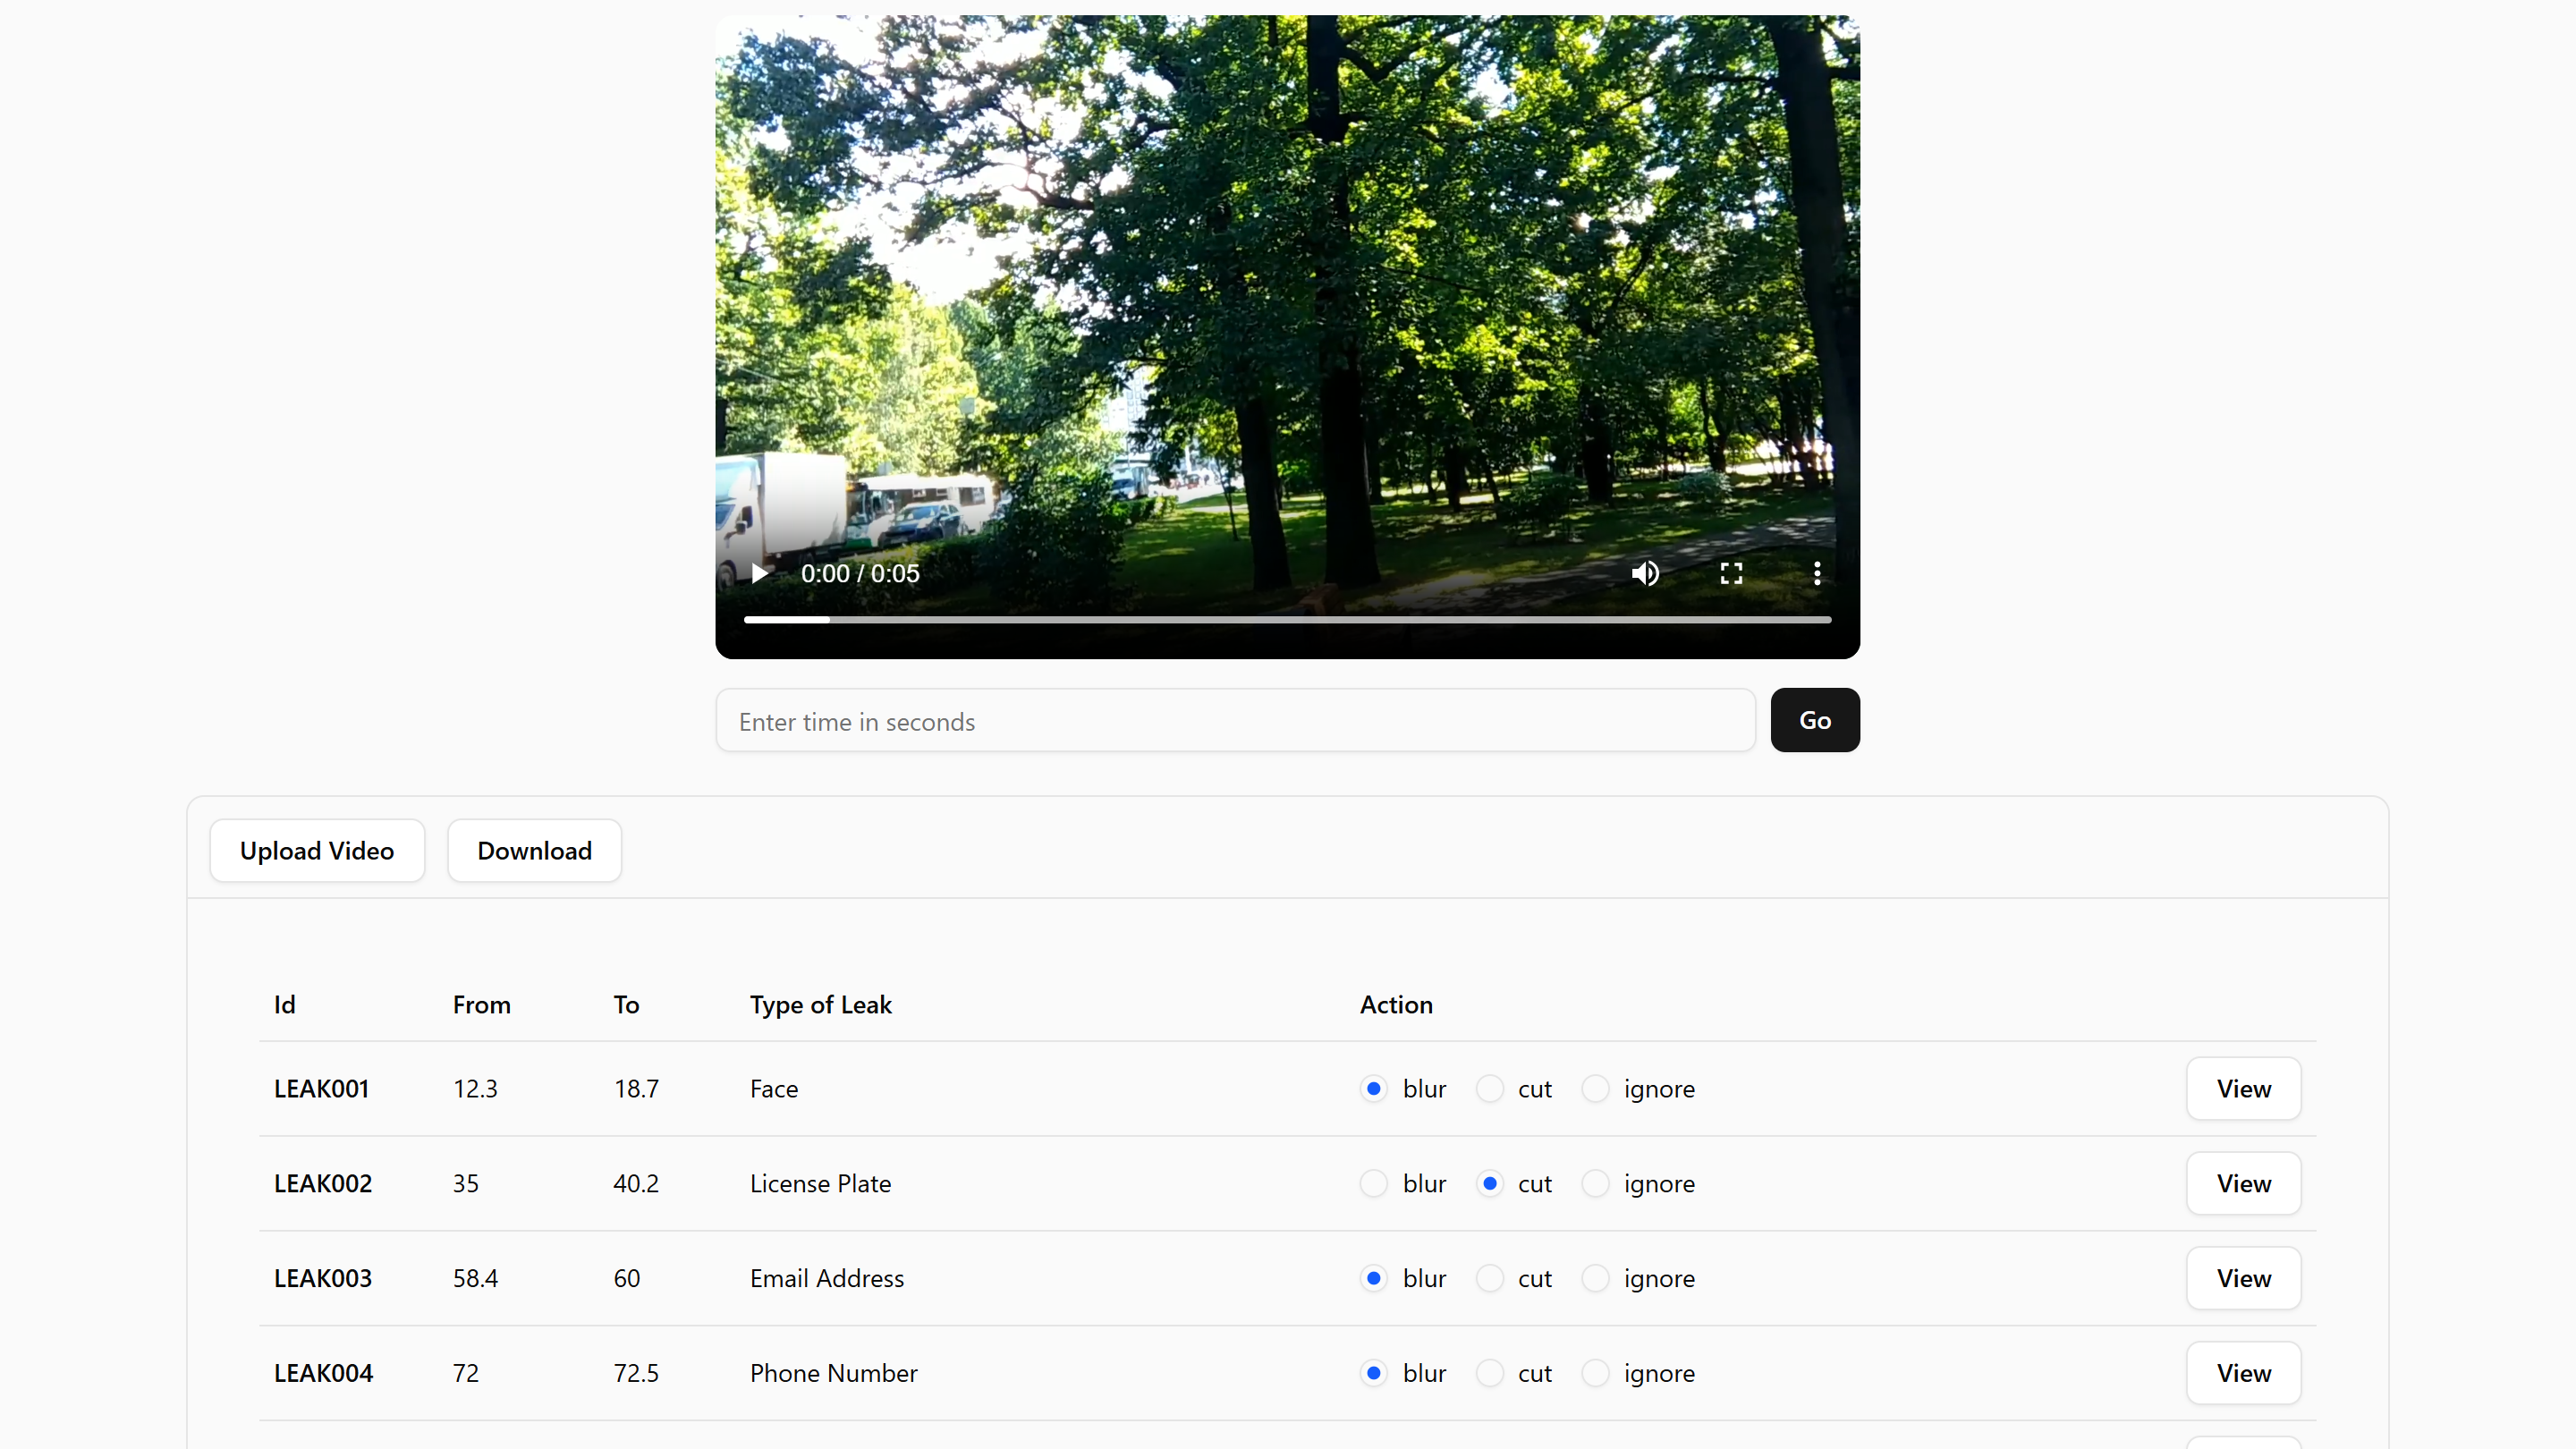 0:00 / 0:05
Enter time in seconds
Go
Upload Video Download
Id From To Type of Leak Action
LEAK001 12.3 18.7 Face blur cut ignore View
LEAK002 35 40.2 License Plate blur cut ignore View
LEAK003 58.4 60 Email Address blur cut ignore View
LEAK004 72 72.5 Phone Number blur cut ignore View